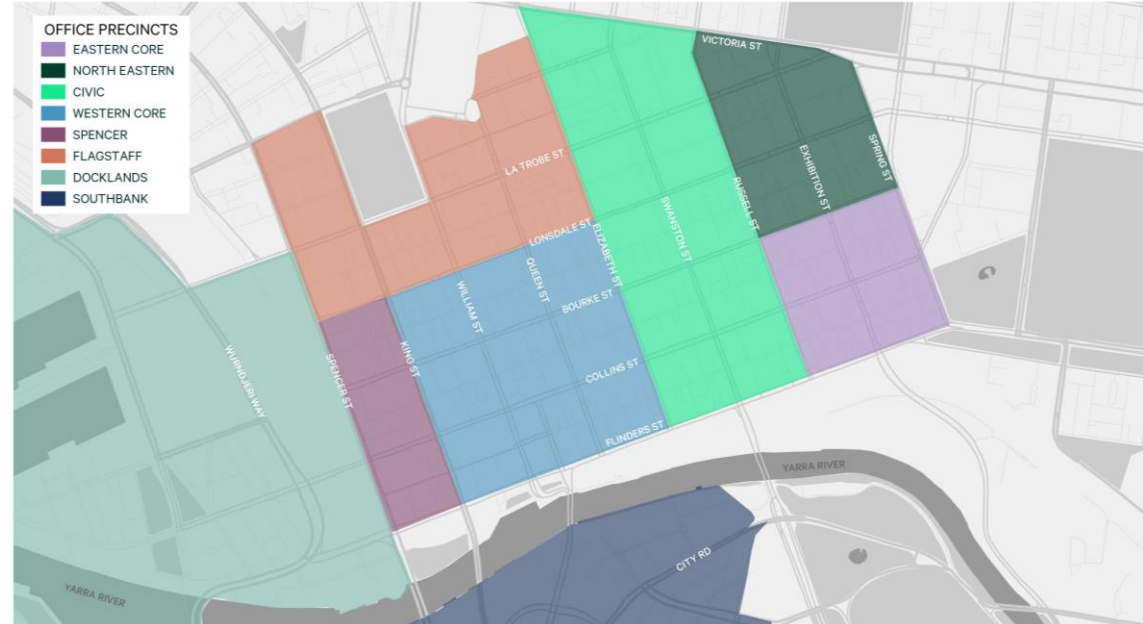 OFFICE PRECINCTS
EASTERN CORE
NORTH EASTERN
CIVIC
WESTERN CORE
SPENCER
FLAGSTAFF
DOCKLANDS
SOUTHBANK
VICTORIA ST
LA TROBE ST
EXHIBITION ST
SPRING ST
RUSSELL ST
SWANSTON ST
ELIZABETH ST
LONSDALE ST
QUEEN ST
WILLIAM ST
BOURKE ST
KING ST
SPENCER ST
WURUNDJERI WAY
COLLINS ST
FLINDERS ST
YARRA RIVER
CITY RD
YARRA RIVER